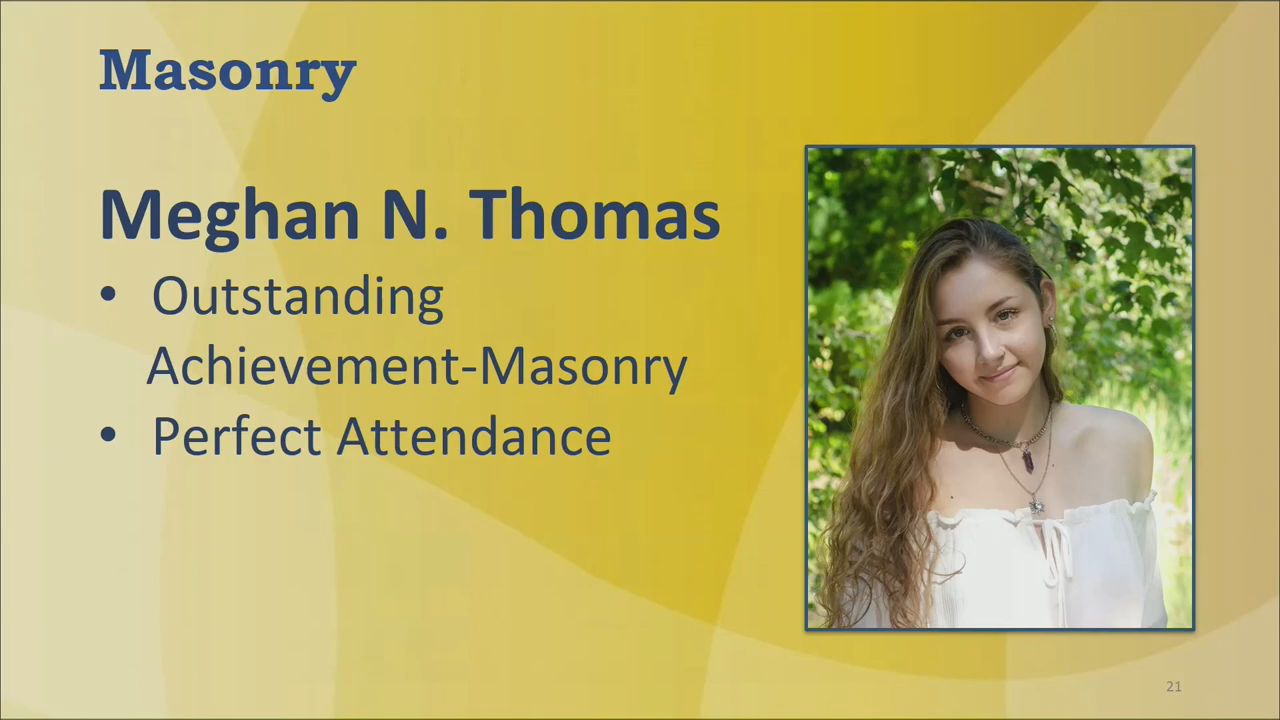 Masonry
Meghan N. Thomas
• Outstanding
Achievement-Masonry
• Perfect Attendance
21